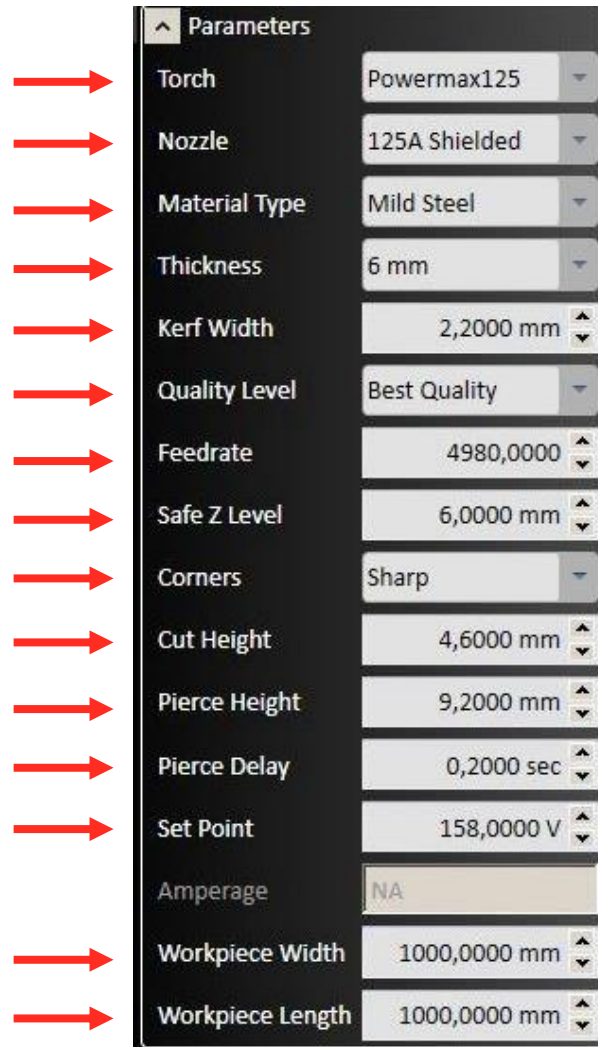 Parameters
Torch Powermax125
Nozzle 125A Shielded
Material Type Mild Steel
Thickness 6 mm
Kerf Width 2,2000 mm
Quality Level Best Quality
Feedrate 4980,0000
Safe Z Level 6,0000 mm
Corners Sharp
Cut Height 4,6000 mm
Pierce Height 9,2000 mm
Pierce Delay 0,2000 sec
Set Point 158,0000 V
Amperage NA
Workpiece Width 1000,0000 mm
Workpiece Length 1000,0000 mm